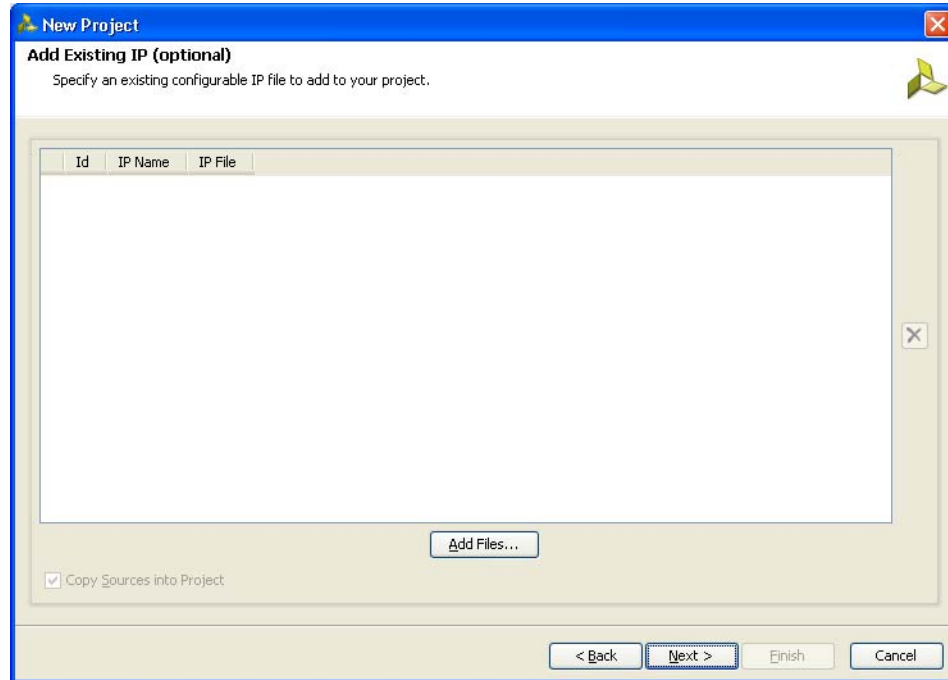 New Project
Add Existing IP (optional)
Specify an existing configurable IP file to add to your project.
Id IP Name IP File
Add Files...
Copy Sources into Project
< Back Next > Finish Cancel